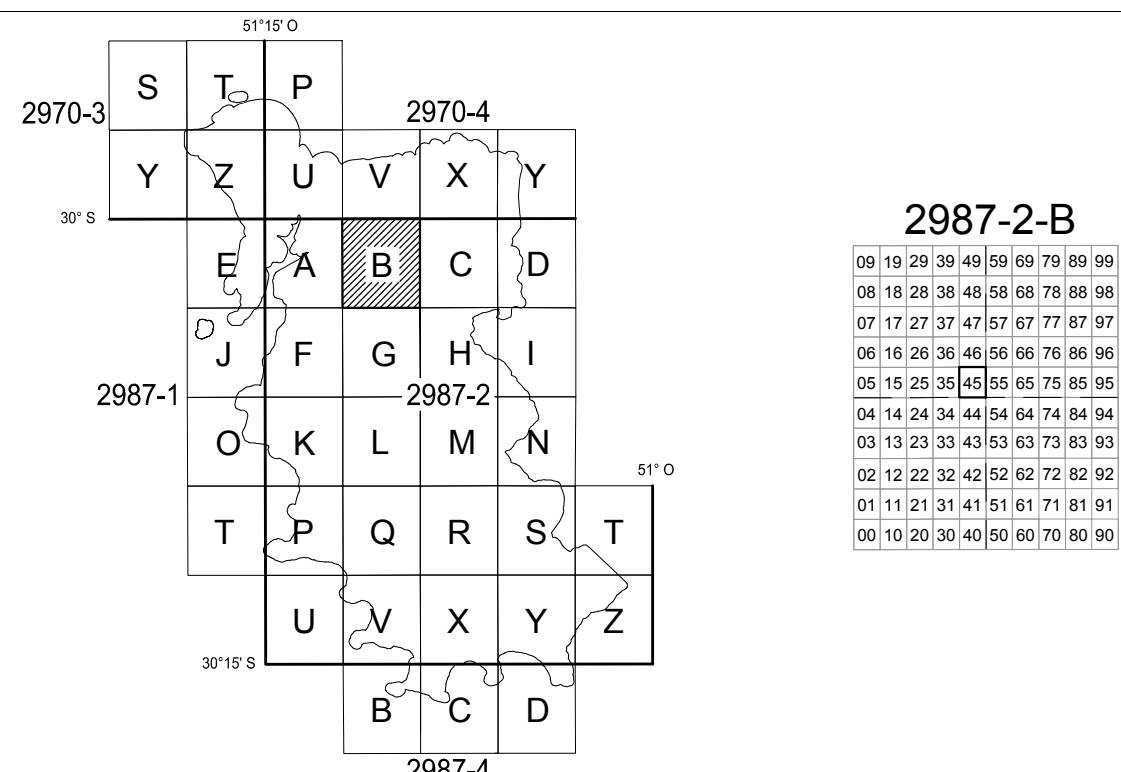 51°15' O
S T P
2970-3 2970-4
Y Z U V X Y
30° S
E A B C D
J F G H I
2987-1 2987-2
O K L M N
51° O
T P Q R S T
U V X Y Z
30°15' S
B C D
2987-4
2987-2-B
09 19 29 39 49 59 69 79 89 99
08 18 28 38 48 58 68 78 88 98
07 17 27 37 47 57 67 77 87 97
06 16 26 36 46 56 66 76 86 96
05 15 25 35 45 55 65 75 85 95
04 14 24 34 44 54 64 74 84 94
03 13 23 33 43 53 63 73 83 93
02 12 22 32 42 52 62 72 82 92
01 11 21 31 41 51 61 71 81 91
00 10 20 30 40 50 60 70 80 90